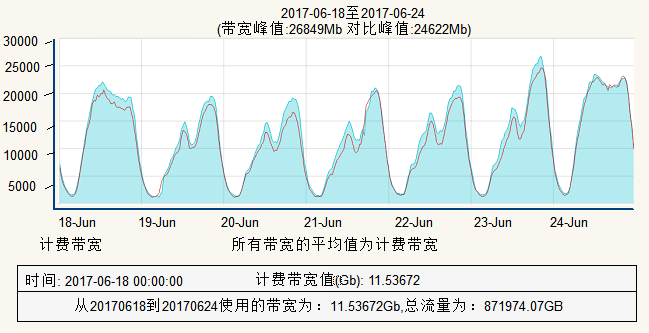 2017-06-18至2017-06-24
(带宽峰值:26849Mb 对比峰值:24622Mb)
30000
25000
20000
15000
10000
5000
18-Jun 19-Jun 20-Jun 21-Jun 22-Jun 23-Jun 24-Jun
计费带宽 所有带宽的平均值为计费带宽
时间: 2017-06-18 00:00:00 计费带宽值(Gb): 11.53672
从20170618到20170624使用的带宽为：11.53672Gb,总流量为：871974.07GB